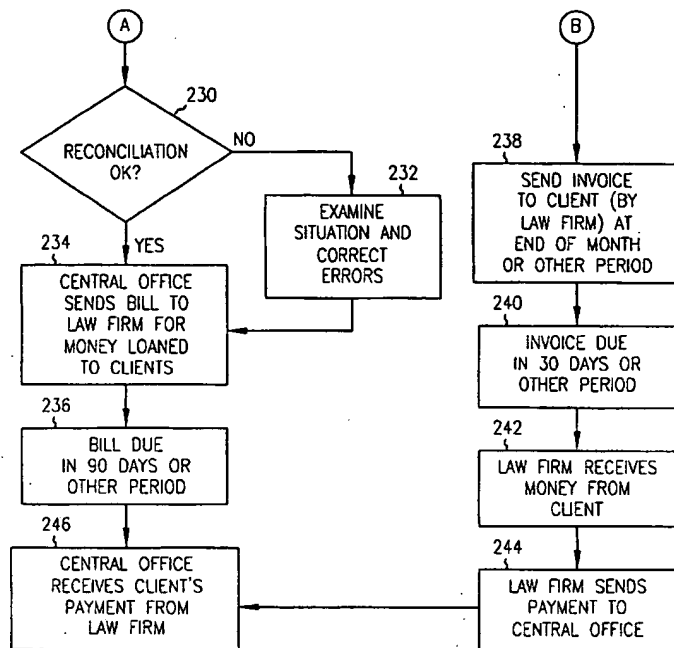 A
230
RECONCILIATION
OK?
NO
YES
232
EXAMINE
SITUATION AND
CORRECT
ERRORS
234
CENTRAL OFFICE
SENDS BILL TO
LAW FIRM FOR
MONEY LOANED
TO CLIENTS
236
BILL DUE
IN 90 DAYS OR
OTHER PERIOD
246
CENTRAL OFFICE
RECEIVES CLIENT'S
PAYMENT FROM
LAW FIRM
B
238
SEND INVOICE
TO CLIENT (BY
LAW FIRM) AT
END OF MONTH
OR OTHER PERIOD
240
INVOICE DUE
IN 30 DAYS OR
OTHER PERIOD
242
LAW FIRM RECEIVES
MONEY FROM
CLIENT
244
LAW FIRM SENDS
PAYMENT TO
CENTRAL OFFICE